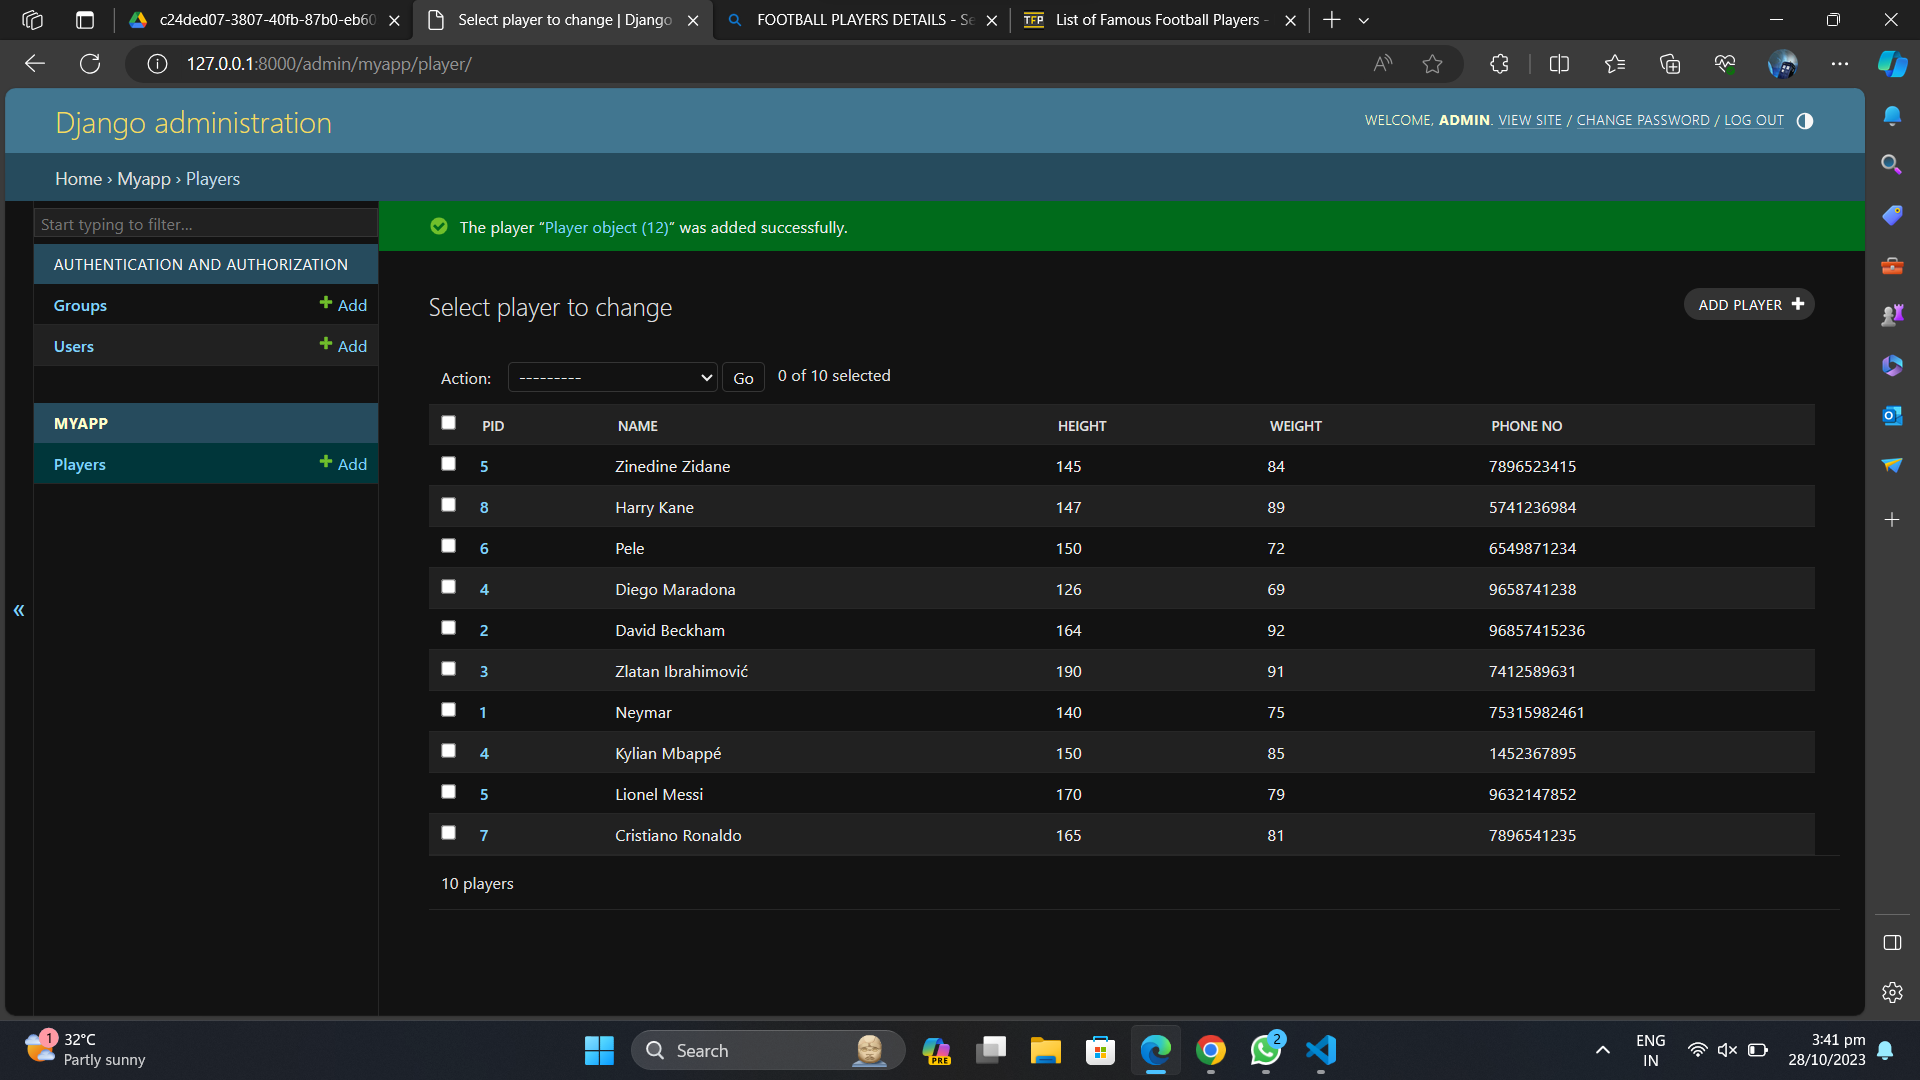 c24ded07-3807-40fb-87b0-eb60
Select player to change | Django
FOOTBALL PLAYERS DETAILS - Se
TFP List of Famous Football Players -
127.0.0.1:8000/admin/myapp/player/
Django administration
WELCOME, ADMIN. VIEW SITE / CHANGE PASSWORD / LOG OUT
Home › Myapp › Players
Start typing to filter...
The player “Player object (12)” was added successfully.
AUTHENTICATION AND AUTHORIZATION
Groups + Add
Users + Add
MYAPP
Players + Add
«
Select player to change
ADD PLAYER +
Action: --------- Go 0 of 10 selected
PID NAME HEIGHT WEIGHT PHONE NO
5 Zinedine Zidane 145 84 7896523415
8 Harry Kane 147 89 5741236984
6 Pele 150 72 6549871234
4 Diego Maradona 126 69 9658741238
2 David Beckham 164 92 96857415236
3 Zlatan Ibrahimović 190 91 7412589631
1 Neymar 140 75 75315982461
4 Kylian Mbappé 150 85 1452367895
5 Lionel Messi 170 79 9632147852
7 Cristiano Ronaldo 165 81 7896541235
10 players
1 32°C
Partly sunny
Search
PRE
2
ENG
IN
3:41 pm
28/10/2023